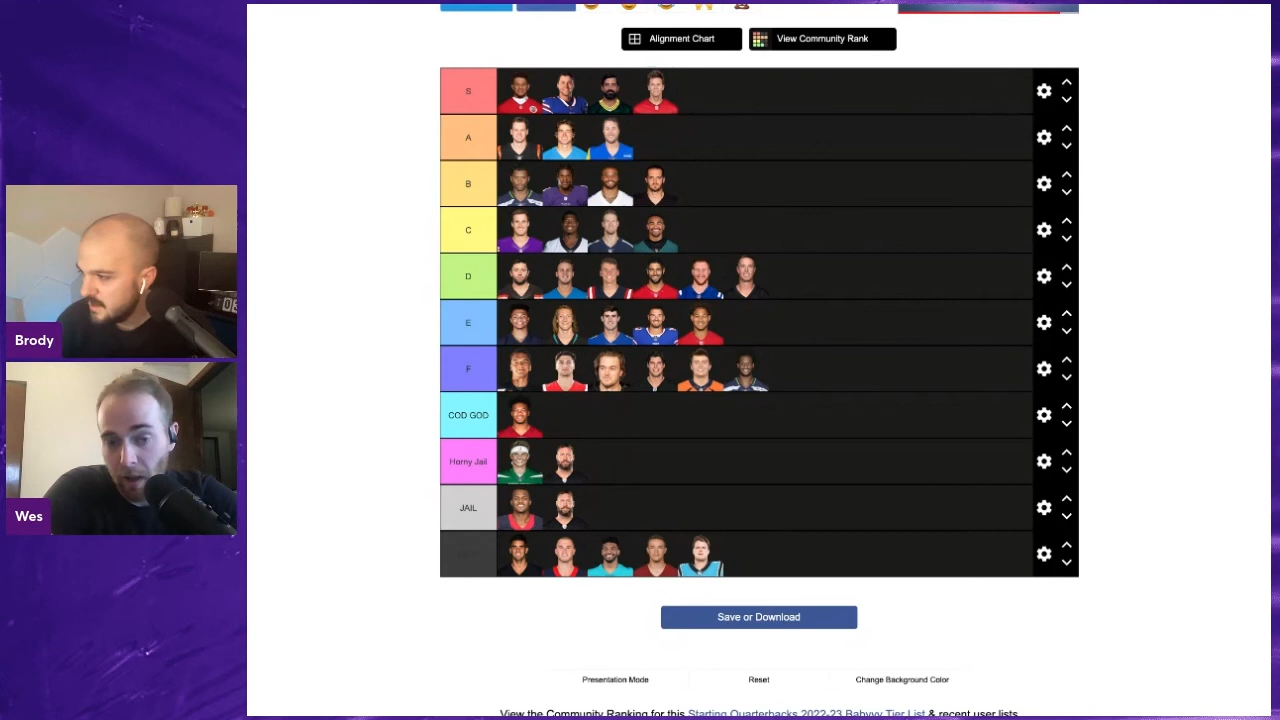 Alignment Chart
View Community Rank
S
A
B
C
D
E
F
COD GOD
Horny Jail
JAIL
Brody
Wes
Save or Download
Presentation Mode
Reset
Change Background Color
View the Community Ranking for this Starting Quarterbacks 2022-23 Babyyy Tier List & recent user lists